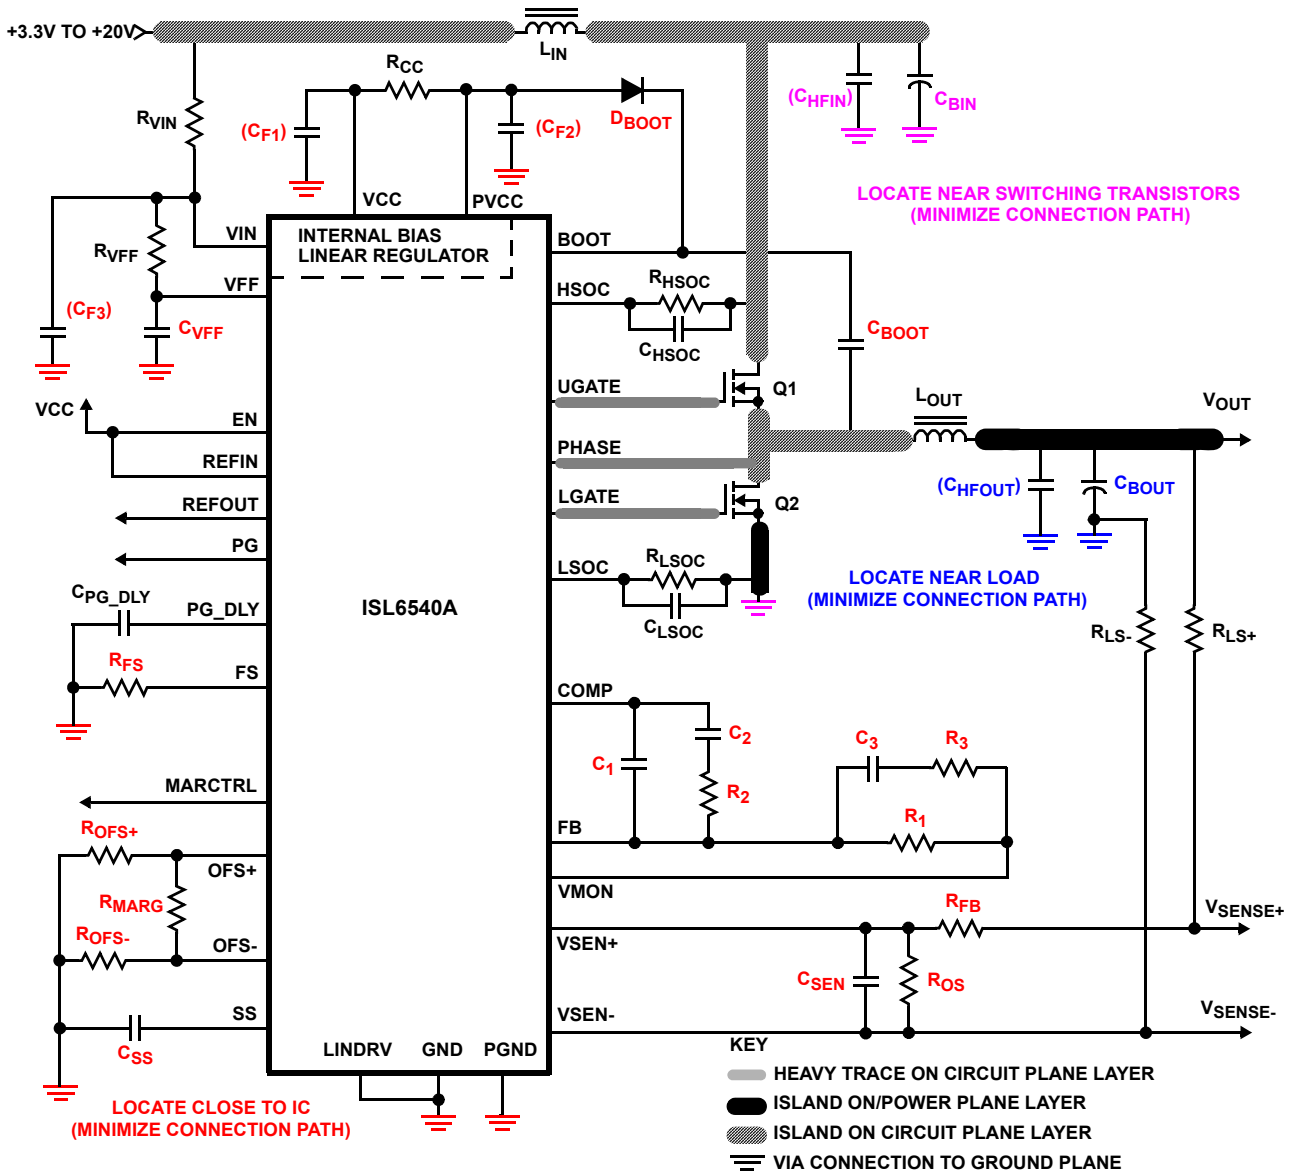 +3.3V TO +20V
LIN
RCC
RVIN
(CF1)
(CF2)
DBOOT
(CHFIN)
CBIN
LOCATE NEAR SWITCHING TRANSISTORS
(MINIMIZE CONNECTION PATH)
VCC
PVCC
VIN
INTERNAL BIAS
LINEAR REGULATOR
BOOT
RVFF
VFF
HSOC
RHSOC
CHSOC
(CF3)
CVFF
CBOOT
UGATE
Q1
VCC
EN
LOUT
VOUT
REFIN
PHASE
REFOUT
LGATE
Q2
(CHFOUT)
CBOUT
PG
LSOC
RLSOC
CLSOC
LOCATE NEAR LOAD
(MINIMIZE CONNECTION PATH)
CPG_DLY
PG_DLY
ISL6540A
RLS-
RLS+
RFS
FS
COMP
C2
C1
R2
C3
R3
R1
MARCTRL
FB
ROFS+
OFS+
VMON
RMARG
RFB
VSENSE+
ROFS-
OFS-
VSEN+
CSEN
ROS
SS
CSS
VSEN-
VSENSE-
LINDRV
GND
PGND
KEY
HEAVY TRACE ON CIRCUIT PLANE LAYER
ISLAND ON/POWER PLANE LAYER
ISLAND ON CIRCUIT PLANE LAYER
VIA CONNECTION TO GROUND PLANE
LOCATE CLOSE TO IC
(MINIMIZE CONNECTION PATH)